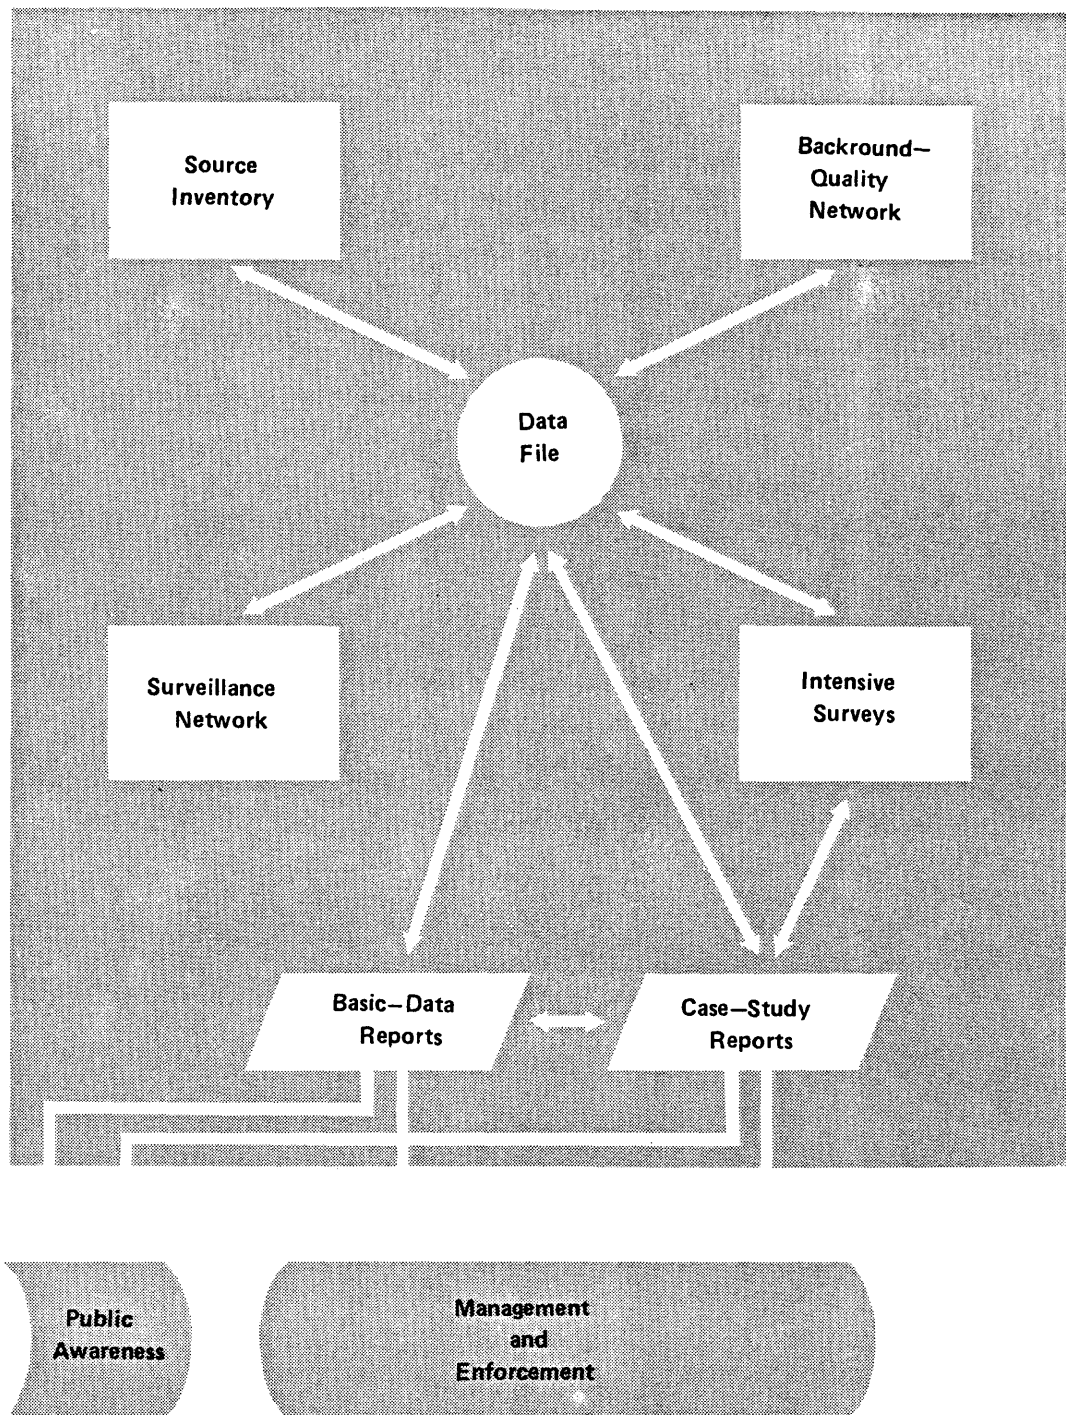 Source
Inventory
Backround—
Quality
Network
Data
File
Surveillance
Network
Intensive
Surveys
Basic—Data
Reports
Case—Study
Reports
Public
Awareness
Management
and
Enforcement